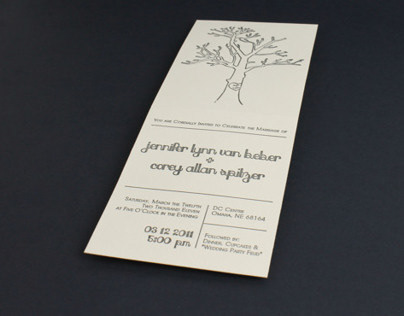 You are Cordially Invited to Celebrate the Marriage of
jennifer lynn van beber
+
corey allan spitzer
Saturday, March the Twelfth
Two Thousand Eleven
at Five O'Clock in the Evening
03 12 2011
5:00 pm
DC Centre
Omaha, NE 68164
Followed by:
Dinner, Cupcakes &
"Wedding Party Feud"